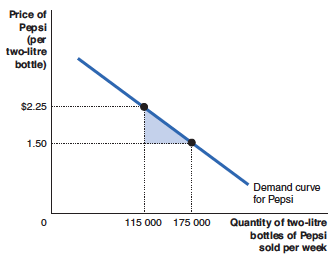 Price of
Pepsi
(per
two-litre
bottle)
$2.25
1.50
Demand curve
for Pepsi
0
115 000
175 000
Quantity of two-litre
bottles of Pepsi
sold per week